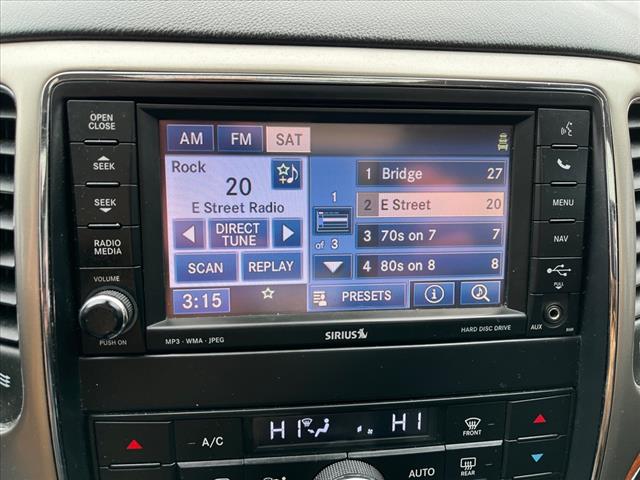 OPEN
CLOSE
SEEK
SEEK
RADIO
MEDIA
VOLUME
PUSH ON
AM FM SAT
Rock
20
E Street Radio
DIRECT
TUNE
SCAN REPLAY
3:15
1
of 3
1 Bridge 27
2 E Street 20
3 70s on 7 7
4 80s on 8 8
PRESETS
MENU
NAV
PULL
AUX
MP3 · WMA · JPEG
SIRIUS
HARD DISC DRIVE
A/C
HI HI
AUTO
FRONT
REAR